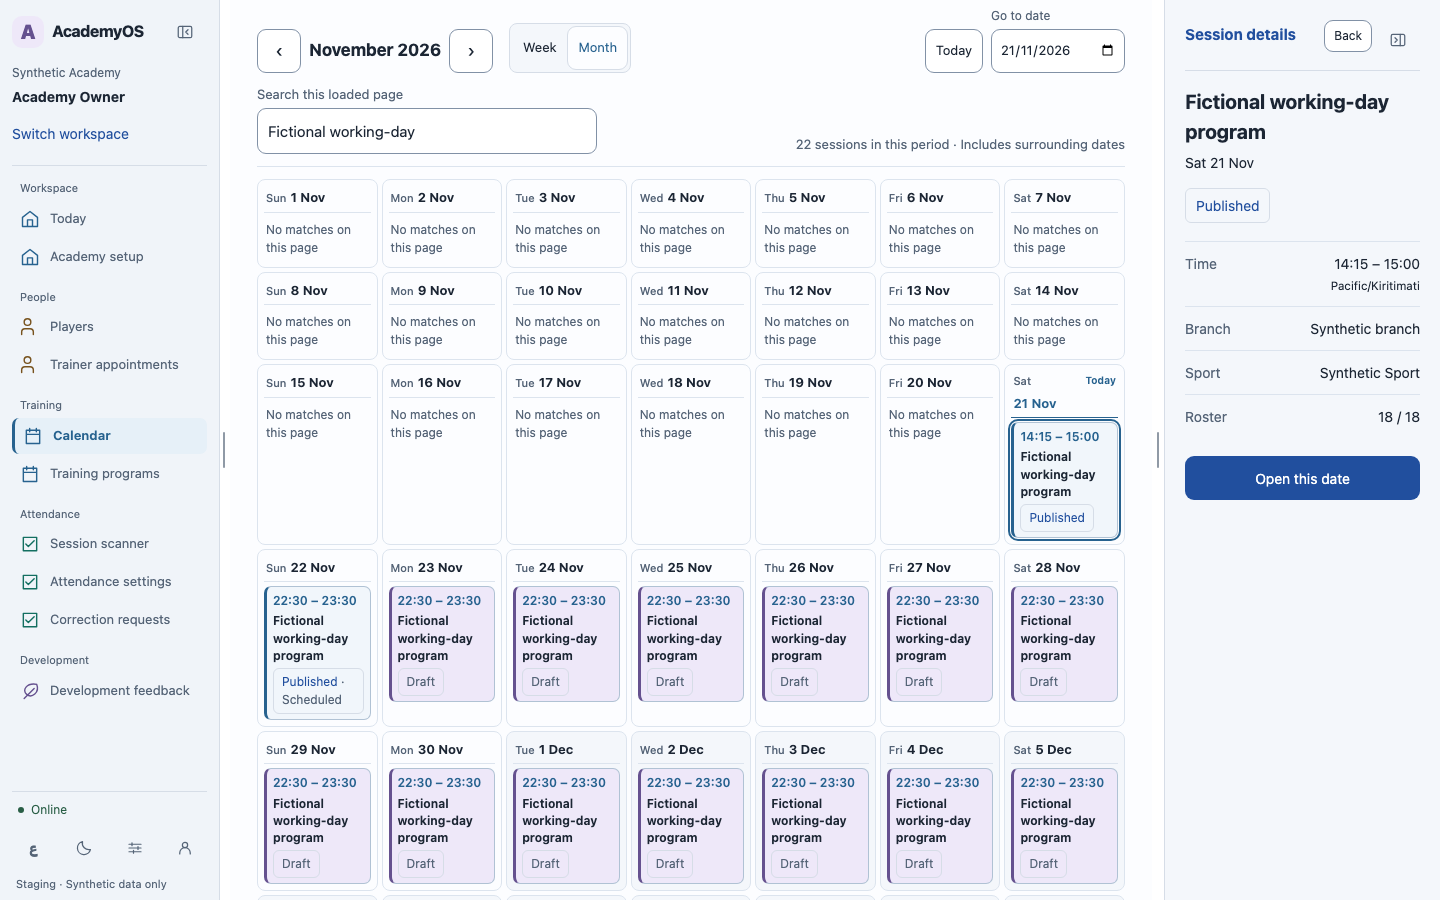 A AcademyOS
Synthetic Academy
Academy Owner
Switch workspace
Workspace
Today
Academy setup
People
Players
Trainer appointments
Training
Calendar
Training programs
Attendance
Session scanner
Attendance settings
Correction requests
Development
Development feedback
Online
ع
Staging · Synthetic data only
‹ November 2026 ›
Week Month
Go to date
Today 21/11/2026
Search this loaded page
Fictional working-day
22 sessions in this period · Includes surrounding dates
Sun 1 Nov
No matches on
this page
Mon 2 Nov
No matches on
this page
Tue 3 Nov
No matches on
this page
Wed 4 Nov
No matches on
this page
Thu 5 Nov
No matches on
this page
Fri 6 Nov
No matches on
this page
Sat 7 Nov
No matches on
this page
Sun 8 Nov
No matches on
this page
Mon 9 Nov
No matches on
this page
Tue 10 Nov
No matches on
this page
Wed 11 Nov
No matches on
this page
Thu 12 Nov
No matches on
this page
Fri 13 Nov
No matches on
this page
Sat 14 Nov
No matches on
this page
Sun 15 Nov
No matches on
this page
Mon 16 Nov
No matches on
this page
Tue 17 Nov
No matches on
this page
Wed 18 Nov
No matches on
this page
Thu 19 Nov
No matches on
this page
Fri 20 Nov
No matches on
this page
Sat Today
21 Nov
14:15 – 15:00
Fictional
working-day
program
Published
Sun 22 Nov
22:30 – 23:30
Fictional
working-day
program
Published ·
Scheduled
Mon 23 Nov
22:30 – 23:30
Fictional
working-day
program
Draft
Tue 24 Nov
22:30 – 23:30
Fictional
working-day
program
Draft
Wed 25 Nov
22:30 – 23:30
Fictional
working-day
program
Draft
Thu 26 Nov
22:30 – 23:30
Fictional
working-day
program
Draft
Fri 27 Nov
22:30 – 23:30
Fictional
working-day
program
Draft
Sat 28 Nov
22:30 – 23:30
Fictional
working-day
program
Draft
Sun 29 Nov
22:30 – 23:30
Fictional
working-day
program
Draft
Mon 30 Nov
22:30 – 23:30
Fictional
working-day
program
Draft
Tue 1 Dec
22:30 – 23:30
Fictional
working-day
program
Draft
Wed 2 Dec
22:30 – 23:30
Fictional
working-day
program
Draft
Thu 3 Dec
22:30 – 23:30
Fictional
working-day
program
Draft
Fri 4 Dec
22:30 – 23:30
Fictional
working-day
program
Draft
Sat 5 Dec
22:30 – 23:30
Fictional
working-day
program
Draft
Session details Back
Fictional working-day
program
Sat 21 Nov
Published
Time 14:15 – 15:00
Pacific/Kiritimati
Branch Synthetic branch
Sport Synthetic Sport
Roster 18 / 18
Open this date